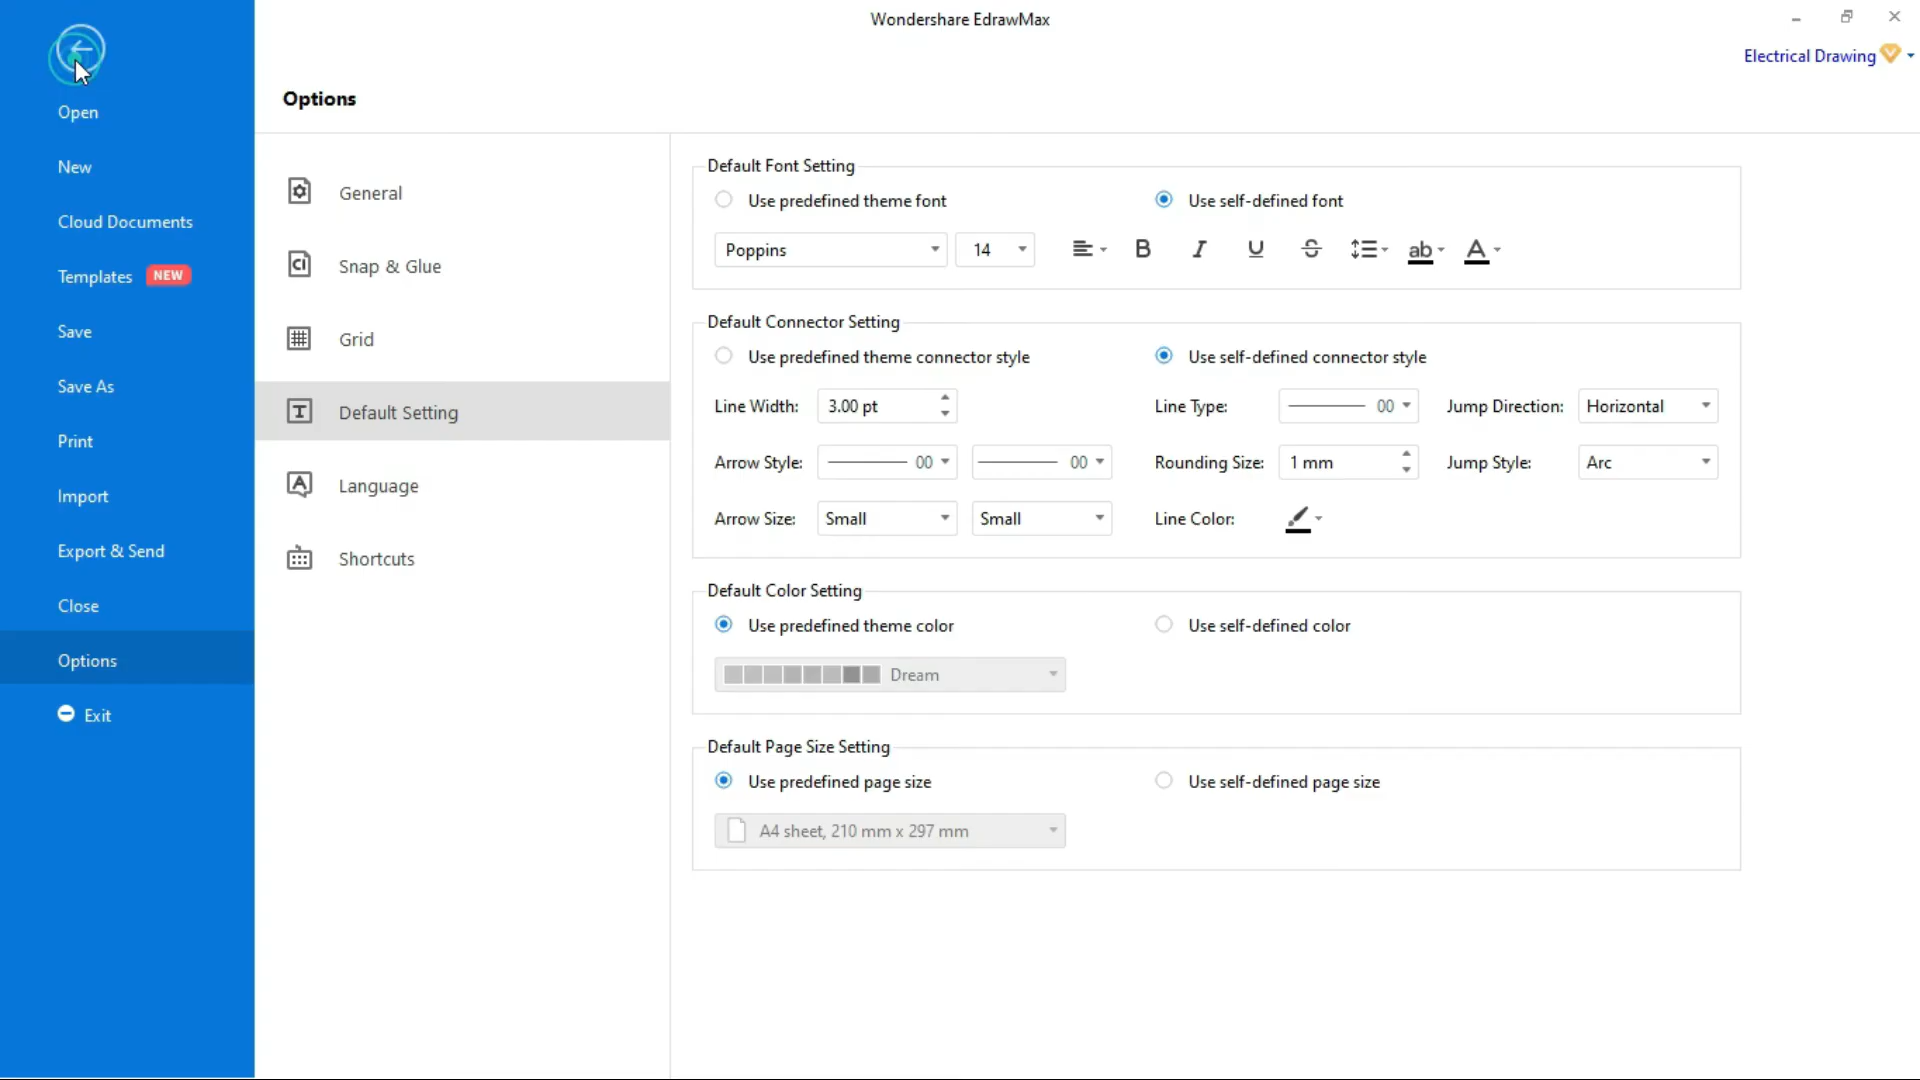 Wondershare EdrawMax
Electrical Drawing
Open
New
Cloud Documents
Templates NEW
Save
Save As
Print
Import
Export & Send
Close
Options
Exit
Options
General
Snap & Glue
Grid
Default Setting
Language
Shortcuts
Default Font Setting
Use predefined theme font
Use self-defined font
Poppins 14 B I U S ab A
Default Connector Setting
Use predefined theme connector style
Use self-defined connector style
Line Width: 3.00 pt Line Type: 00 Jump Direction: Horizontal
Arrow Style: 00 00 Rounding Size: 1 mm Jump Style: Arc
Arrow Size: Small Small Line Color:
Default Color Setting
Use predefined theme color
Use self-defined color
Dream
Default Page Size Setting
Use predefined page size
Use self-defined page size
A4 sheet, 210 mm x 297 mm